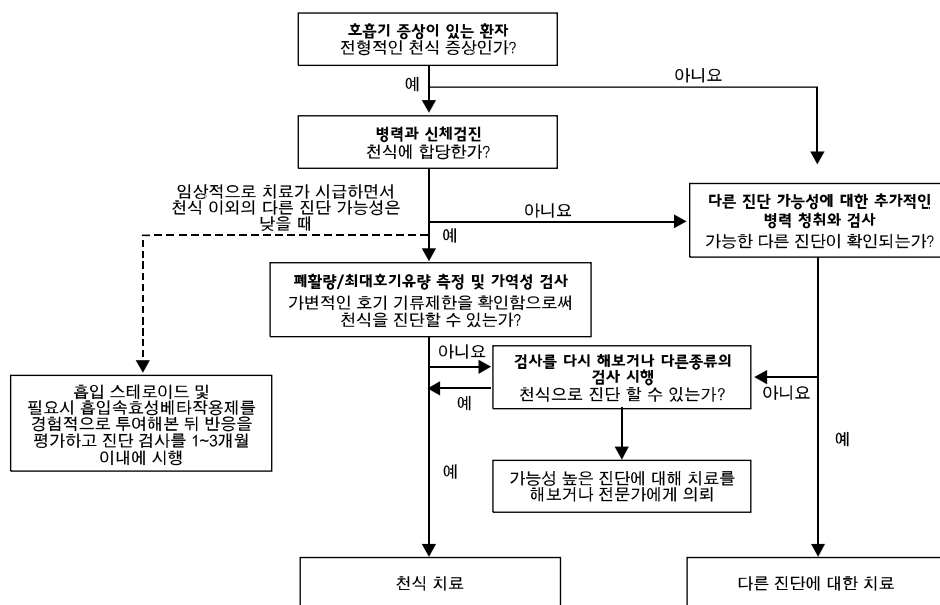 호흡기 증상이 있는 환자
전형적인 천식 증상인가?
예
아니요
병력과 신체검진
천식에 합당한가?
임상적으로 치료가 시급하면서
천식 이외의 다른 진단 가능성은
낮을 때
아니요
예
다른 진단 가능성에 대한 추가적인
병력 청취와 검사
가능한 다른 진단이 확인되는가?
폐활량/최대호기유량 측정 및 가역성 검사
가변적인 호기 기류제한을 확인함으로써
천식을 진단할 수 있는가?
아니요
검사를 다시 해보거나 다른종류의
검사 시행
천식으로 진단 할 수 있는가?
예
아니요
흡입 스테로이드 및
필요시 흡입속효성베타작용제를
경험적으로 투여해본 뒤 반응을
평가하고 진단 검사를 1~3개월
이내에 시행
예
예
가능성 높은 진단에 대해 치료를
해보거나 전문가에게 의뢰
천식 치료
다른 진단에 대한 치료